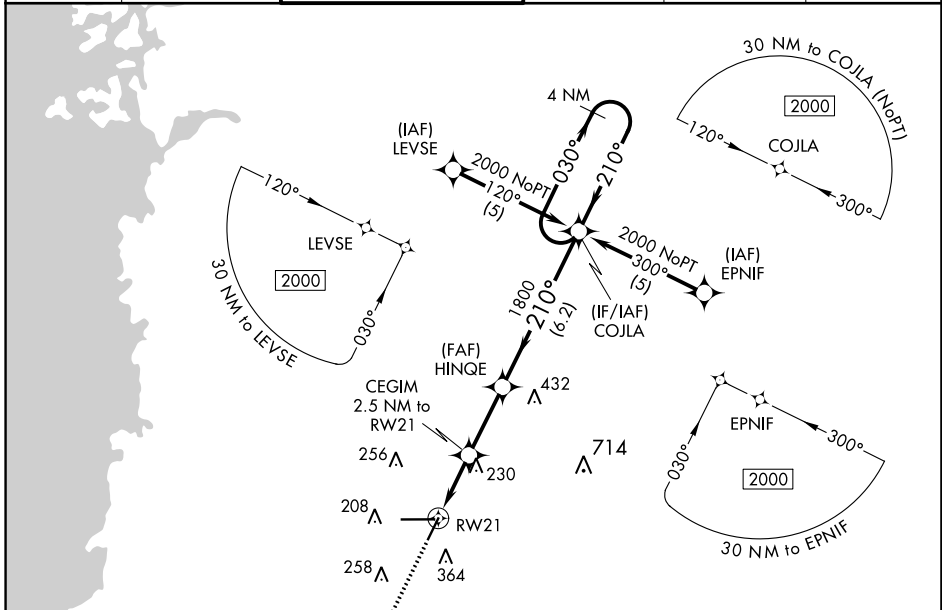 30 NM to COJLA (NoPT)
2000
120°
COJLA
300°
4 NM
030°
210°
(IAF)
LEVSE
2000 NoPT
120°
(5)
2000 NoPT
300°
(5)
(IAF)
EPNIF
(IF/IAF)
COJLA
120°
LEVSE
2000
030°
30 NM to LEVSE
1800
210°
(6.2)
(FAF)
HINQE
432
CEGIM
2.5 NM to
RW21
256
230
714
208
RW21
258
364
EPNIF
300°
030°
2000
30 NM to EPNIF